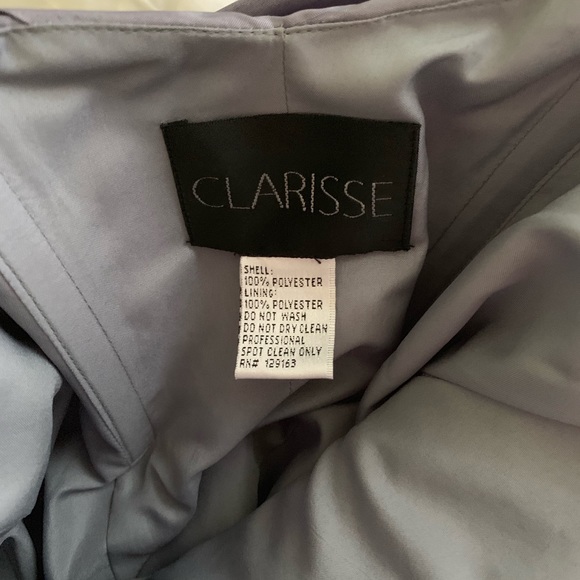 CLARISSE
SHELL:
100% POLYESTER
LINING:
100% POLYESTER
DO NOT WASH
DO NOT DRY CLEAN
PROFESSIONAL
SPOT CLEAN ONLY
RN# 129163